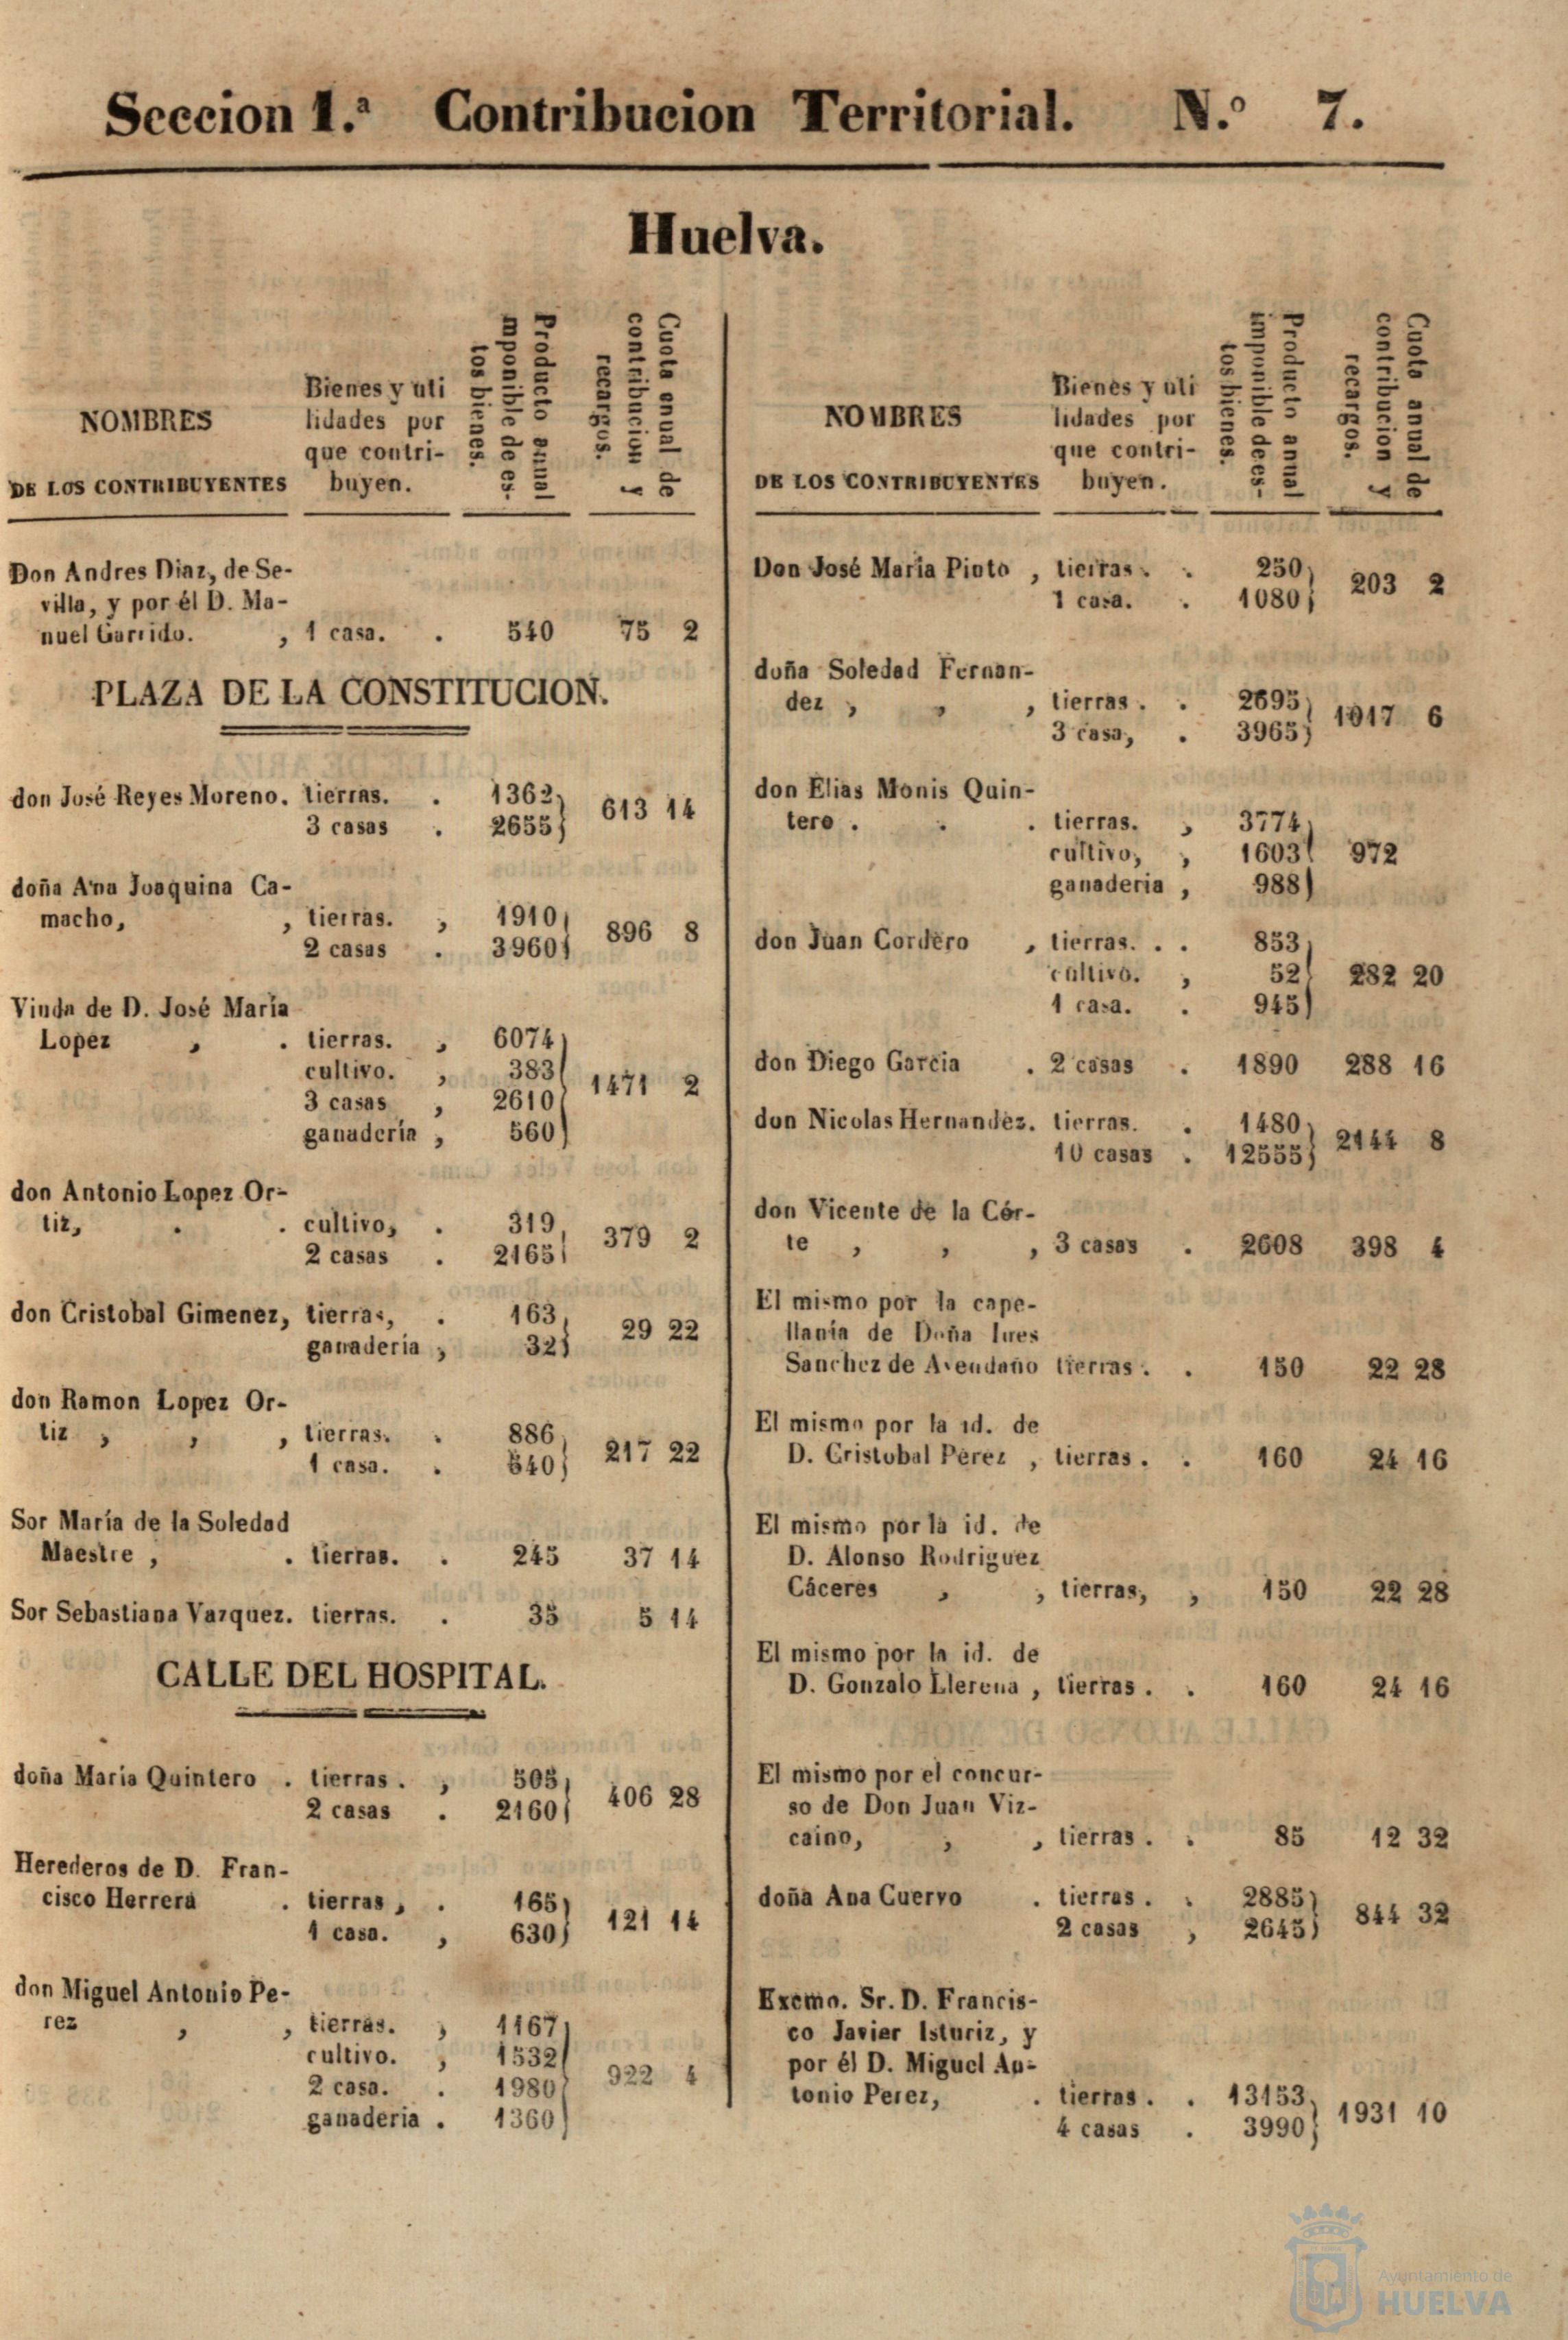 Seccion 1.ª Contribucion Territorial. N.º 7.
Huelva.
NOMBRES
DE LOS CONTRIBUYENTES
Bienes y uti
lidades por
que contri-
buyen.
Producto anual
mponible de es-
tos bienes.
Cuota enual de
contribucion y
recargos.
Don Andres Diaz, de Se-
villa, y por él D. Ma-
nuel Garrido. , 1 casa. . 540 75 2
PLAZA DE LA CONSTITUCION.
don José Reyes Moreno. tierras. . 1362
3 casas . 2655} 613 14
doña Ana Joaquina Ca-
macho, , tierras. , 1910
2 casas . 3960} 896 8
Viuda de D. José María
Lopez , . tierras. , 6074
cultivo. , 383
3 casas , 2610} 1471 2
ganadería , 560
don Antonio Lopez Or-
tiz, . . cultivo, . 319
2 casas . 2165} 379 2
don Cristobal Gimenez, tierras, . 163
ganaderia , 32} 29 22
don Ramon Lopez Or-
tiz , , , tierras. . 886
1 casa. . 540} 217 22
Sor María de la Soledad
Maestre , . tierras. . 245 37 14
Sor Sebastiana Vazquez. tierras. . 35 5 14
CALLE DEL HOSPITAL.
doña María Quintero . tierras . , 505
2 casas . 2160} 406 28
Herederos de D. Fran-
cisco Herrera . tierras , . 165
1 casa. , 630} 121 14
don Miguel Antonio Pe-
rez , , tierras. , 1167
cultivo. , 1532
2 casa. . 1980} 922 4
ganaderia . 1360
NOMBRES
DE LOS CONTRIBUYENTES
Bienes y uli
lidades por
que contri-
buyen.
Producto anual
imponible de es-
tos bienes.
Cuota anual de
contribucion y
recargos.
Don José María Pinto , tierras . . 250
1 casa. . 1080} 203 2
doña Soledad Fernan-
dez , , , tierras . . 2695
3 casa, . 3965} 1017 6
don Elias Monis Quin-
tero . . . tierras. , 3774
cultivo, , 1603} 972
ganaderia , 988
don Juan Cordero , tierras. . . 853
cultivo. , 52} 282 20
1 casa. . 945
don Diego Garcia . 2 casas . 1890 288 16
don Nicolas Hernandez. tierras. . 1480
10 casas . 12555} 2144 8
don Vicente de la Cór-
te , , , 3 casas . 2608 398 4
El mismo por la cape-
llanía de Doña Ines
Sanchez de Avendaño tierras . . 150 22 28
El mismo por la id. de
D. Cristobal Perez , tierras . . 160 24 16
El mismo por la id. de
D. Alonso Rodriguez
Cáceres , , tierras, , 150 22 28
El mismo por la id. de
D. Gonzalo Llerena , tierras . . 160 24 16
El mismo por el concur-
so de Don Juan Viz-
caino, , , tierras . . 85 12 32
doña Ana Cuervo . tierras . . 2885
2 casas , 2645} 844 32
Excmo. Sr. D. Francis-
co Javier Isturiz, y
por él D. Miguel An-
tonio Perez, . tierras . . 13153
4 casas . 3990} 1931 10
Ayuntamiento de
HUELVA